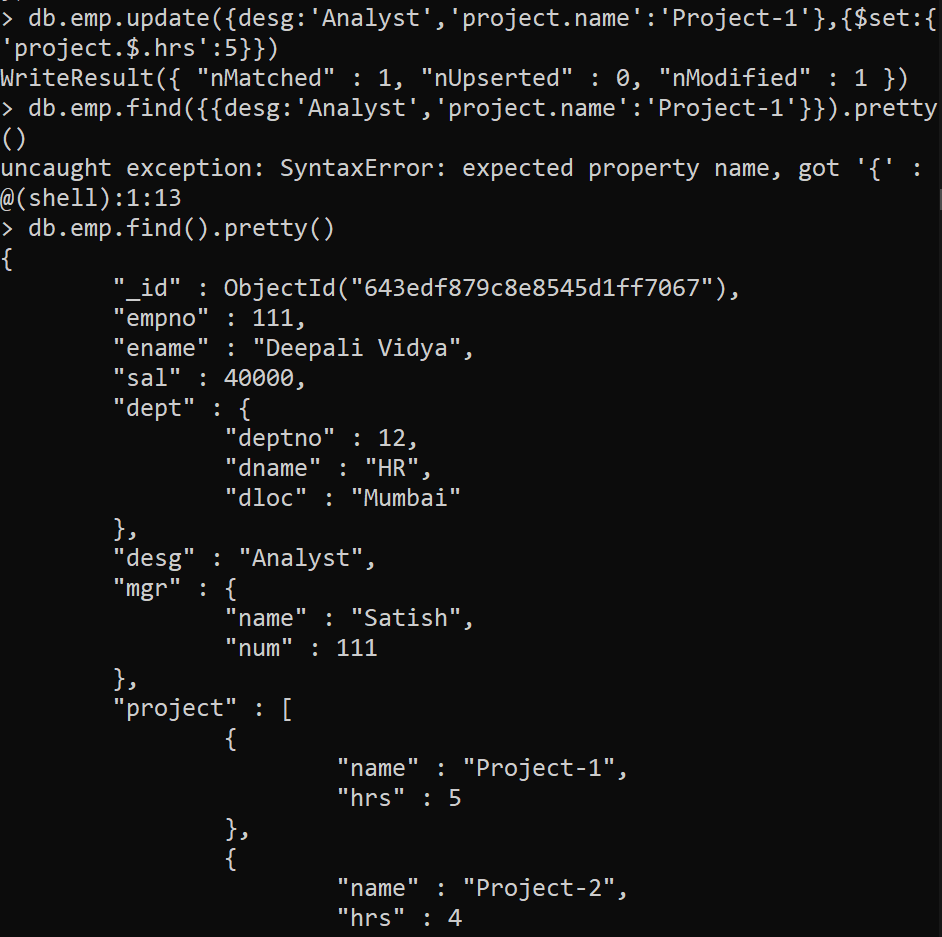 > db.emp.update({desg:'Analyst','project.name':'Project-1'},{$set:{
'project.$.hrs':5}})
WriteResult({ "nMatched" : 1, "nUpserted" : 0, "nModified" : 1 })
> db.emp.find({{desg:'Analyst','project.name':'Project-1'}}).pretty
()
uncaught exception: SyntaxError: expected property name, got '{' :
@(shell):1:13
> db.emp.find().pretty()
{
        "_id" : ObjectId("643edf879c8e8545d1ff7067"),
        "empno" : 111,
        "ename" : "Deepali Vidya",
        "sal" : 40000,
        "dept" : {
                "deptno" : 12,
                "dname" : "HR",
                "dloc" : "Mumbai"
        },
        "desg" : "Analyst",
        "mgr" : {
                "name" : "Satish",
                "num" : 111
        },
        "project" : [
                {
                        "name" : "Project-1",
                        "hrs" : 5
                },
                {
                        "name" : "Project-2",
                        "hrs" : 4